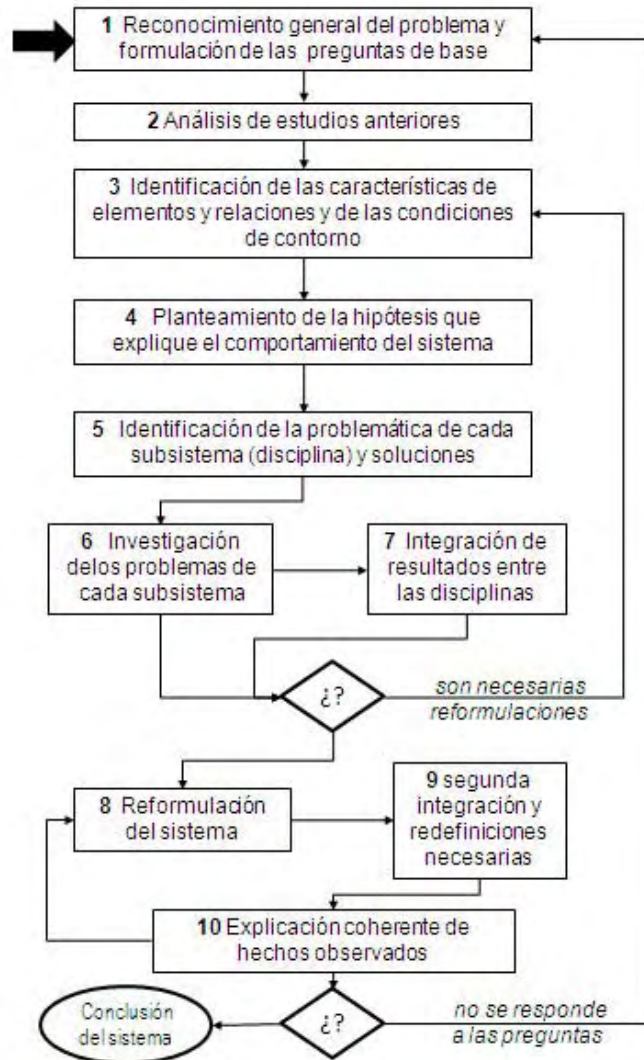 1 Reconocimiento general del problema y
formulación de las preguntas de base
2 Análisis de estudios anteriores
3 Identificación de las características de
elementos y relaciones y de las condiciones
de contorno
4 Planteamiento de la hipótesis que
explique el comportamiento del sistema
5 Identificación de la problemática de cada
subsistema (disciplina) y soluciones
6 Investigación
delos problemas de
cada subsistema
7 Integración de
resultados entre
las disciplinas
¿?
son necesarias
reformulaciones
8 Reformulación
del sistema
9 segunda
integración y
redefiniciones
necesarias
10 Explicación coherente de
hechos observados
Conclusión
del sistema
¿?
no se responde
a las preguntas